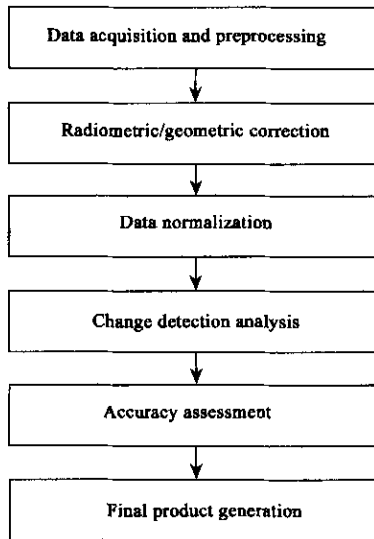 Data acquisition and preprocessing
Radiometric/geometric correction
Data normalization
Change detection analysis
Accuracy assessment
Final product generation